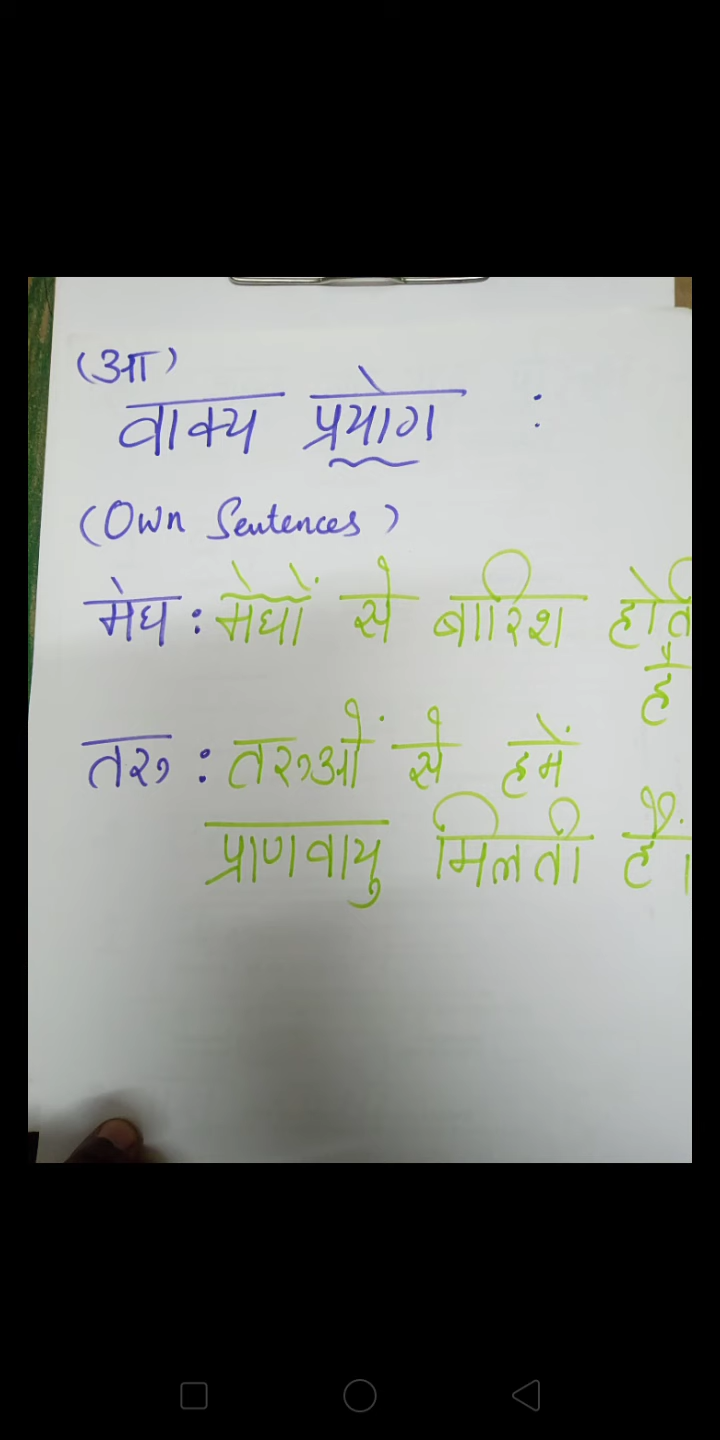 (आ)
वाक्य प्रयोग :
(Own Sentences)
मेघ : मेघों से बारिश होती
है
तरु : तरुओं से हमें
प्राणवायु मिलती हैं।